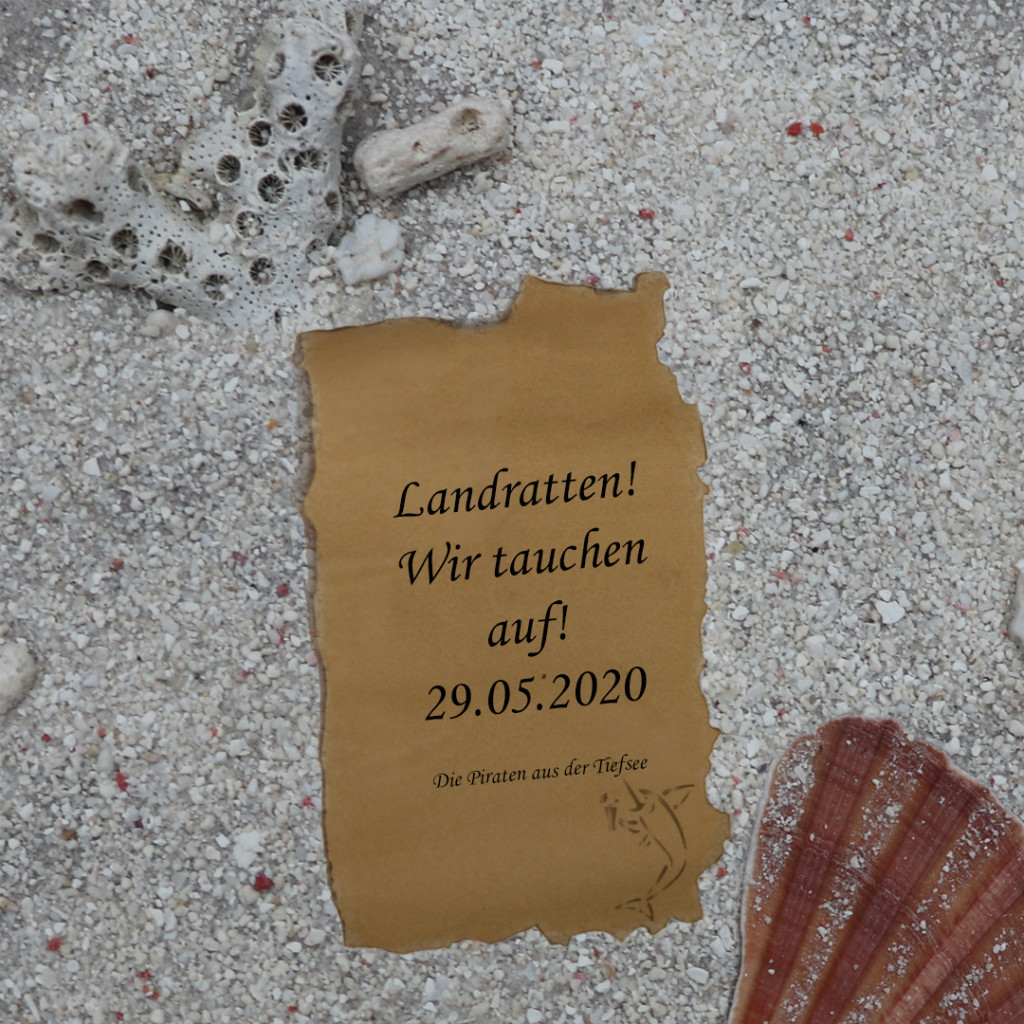 Landratten!
Wir tauchen
auf!
29.05.2020
Die Piraten aus der Tiefsee